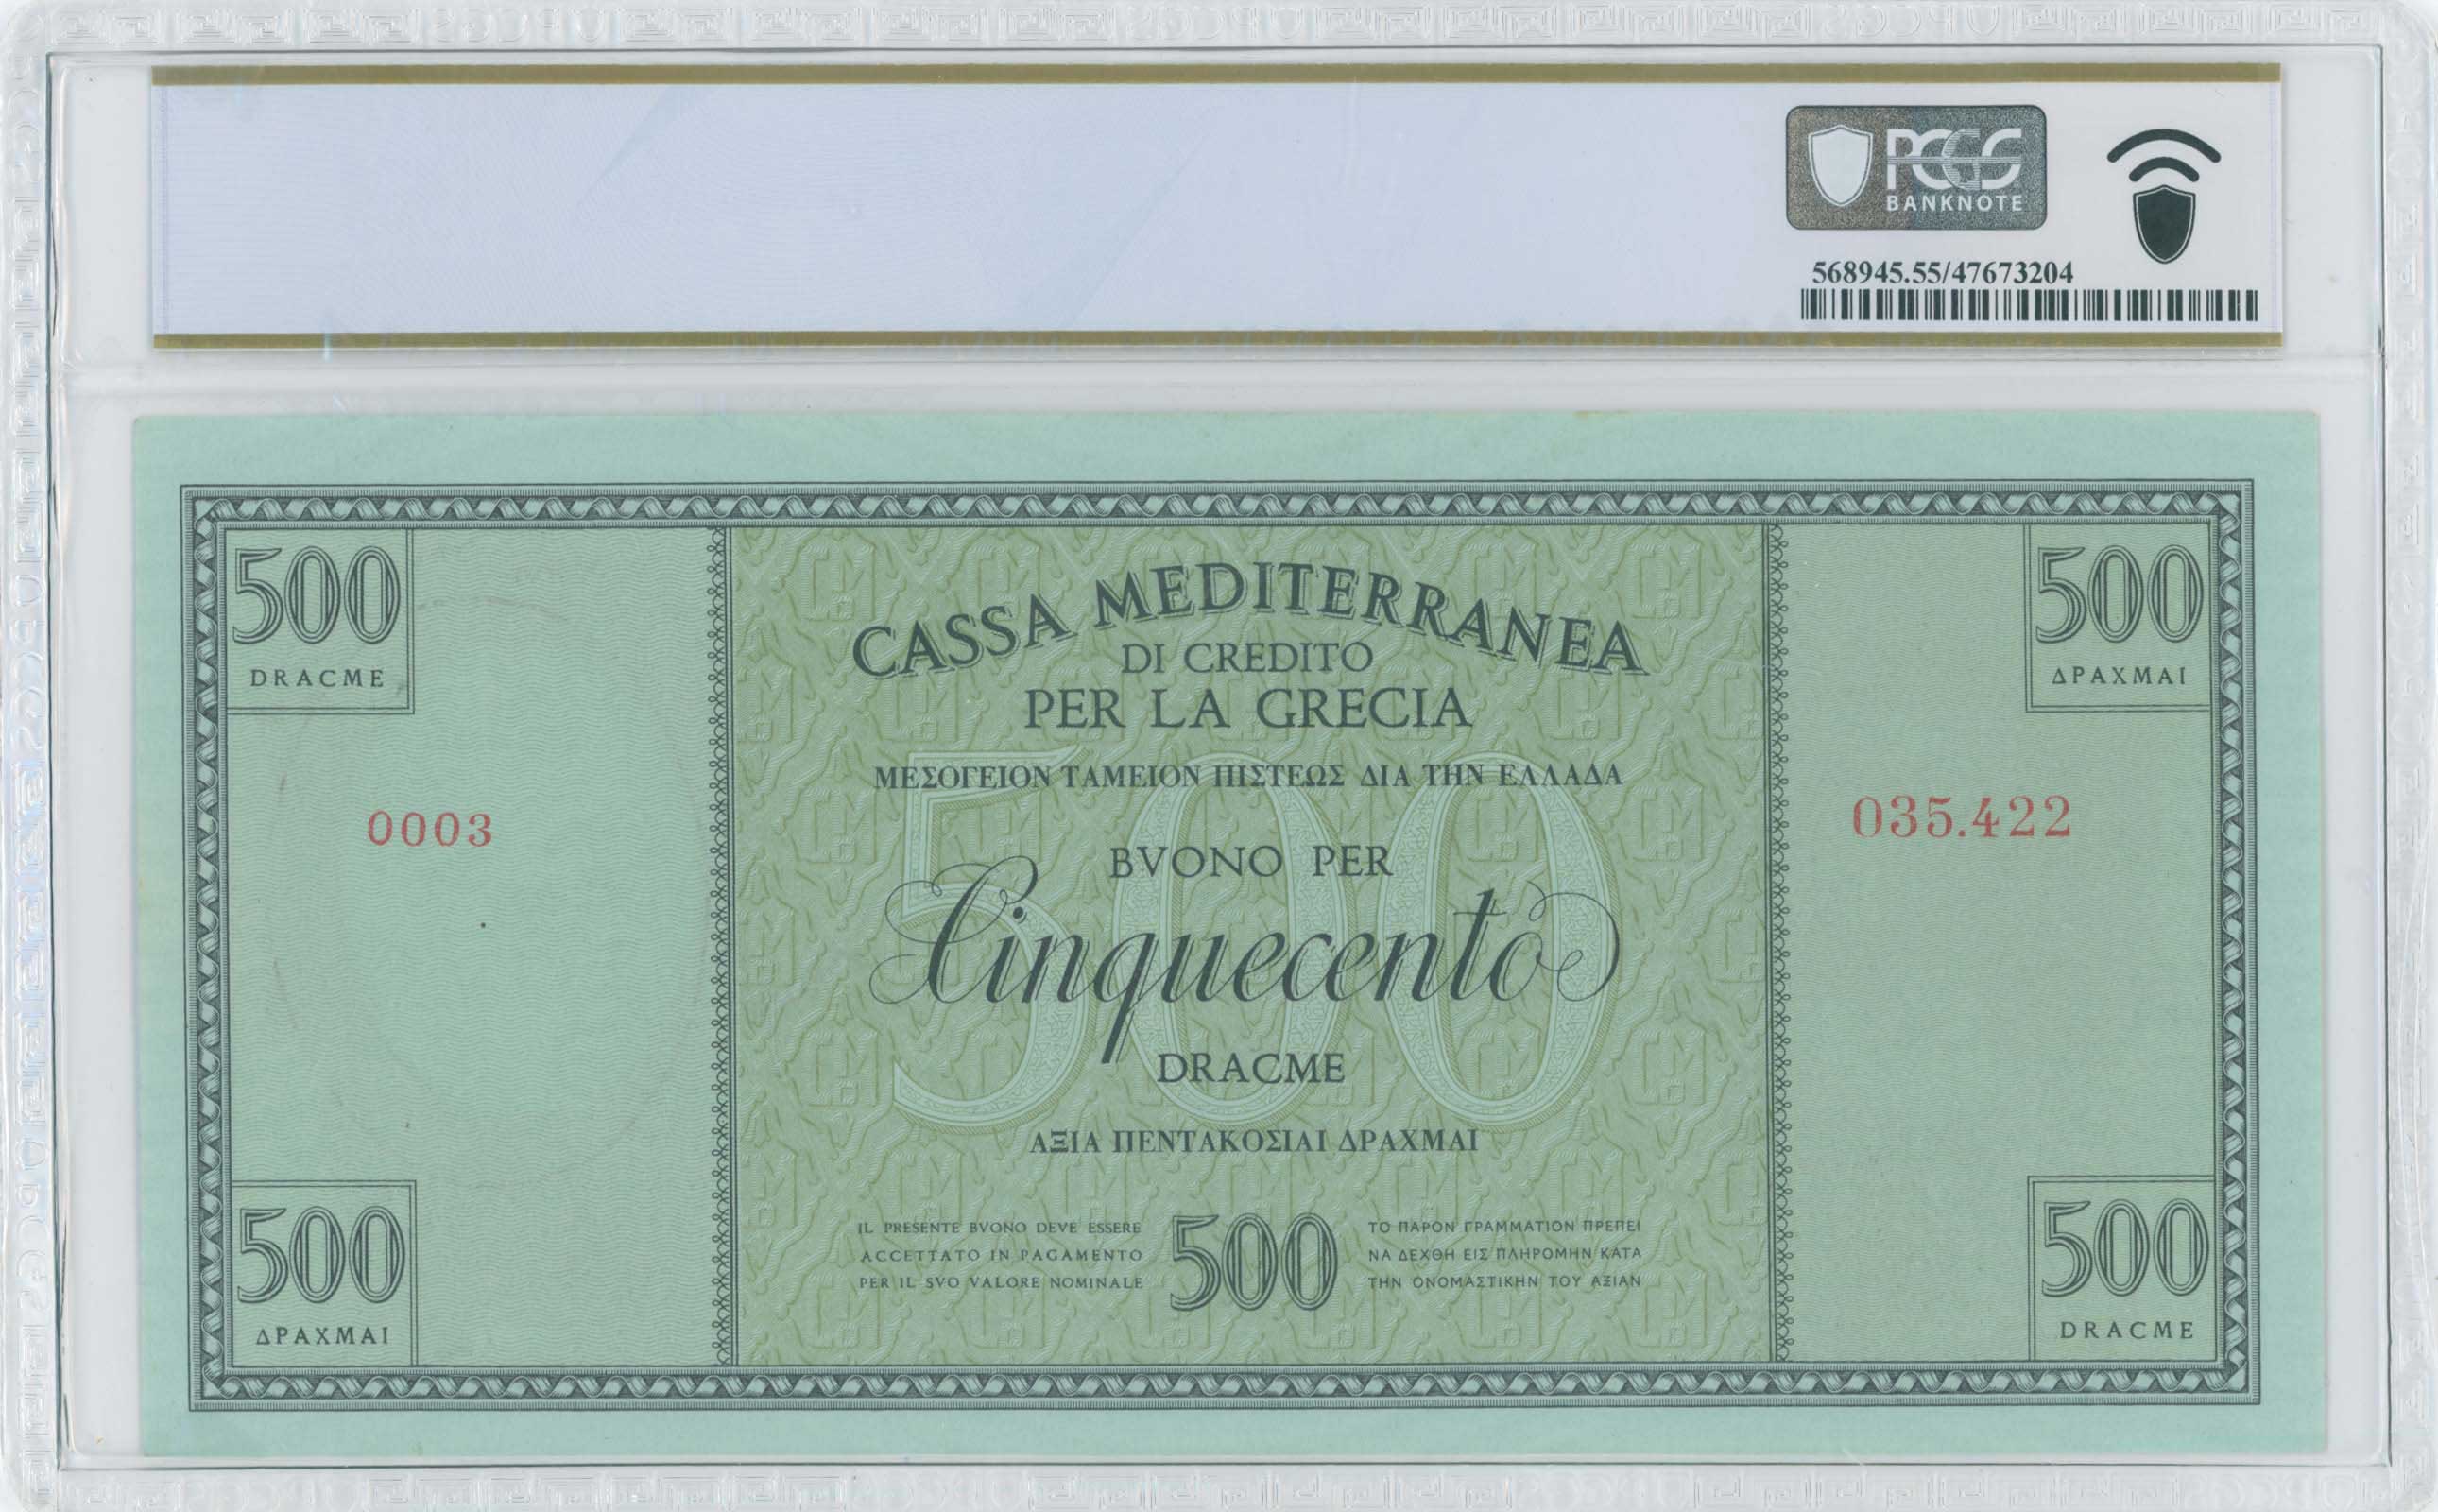 PCGS
BANKNOTE
568945.55/47673204
500
DRACME
500
ΔΡΑΧΜΑΙ
CASSA MEDITERRANEA
DI CREDITO
PER LA GRECIA
ΜΕΣΟΓΕΙΟΝ ΤΑΜΕΙΟΝ ΠΙΣΤΕΩΣ ΔΙΑ ΤΗΝ ΕΛΛΑΔΑ
0003
035.422
500
BVONO PER
Cinquecento
DRACME
ΑΞΙΑ ΠΕΝΤΑΚΟΣΙΑΙ ΔΡΑΧΜΑΙ
IL PRESENTE BVONO DEVE ESSERE
ACCETTATO IN PAGAMENTO
PER IL SVO VALORE NOMINALE
500
ΤΟ ΠΑΡΟΝ ΓΡΑΜΜΑΤΙΟΝ ΠΡΕΠΕΙ
ΝΑ ΔΕΧΘΗ ΕΙΣ ΠΛΗΡΟΜΗΝ ΚΑΤΑ
ΤΗΝ ΟΝΟΜΑΣΤΙΚΗΝ ΤΟΥ ΑΞΙΑΝ
500
ΔΡΑΧΜΑΙ
500
DRACME